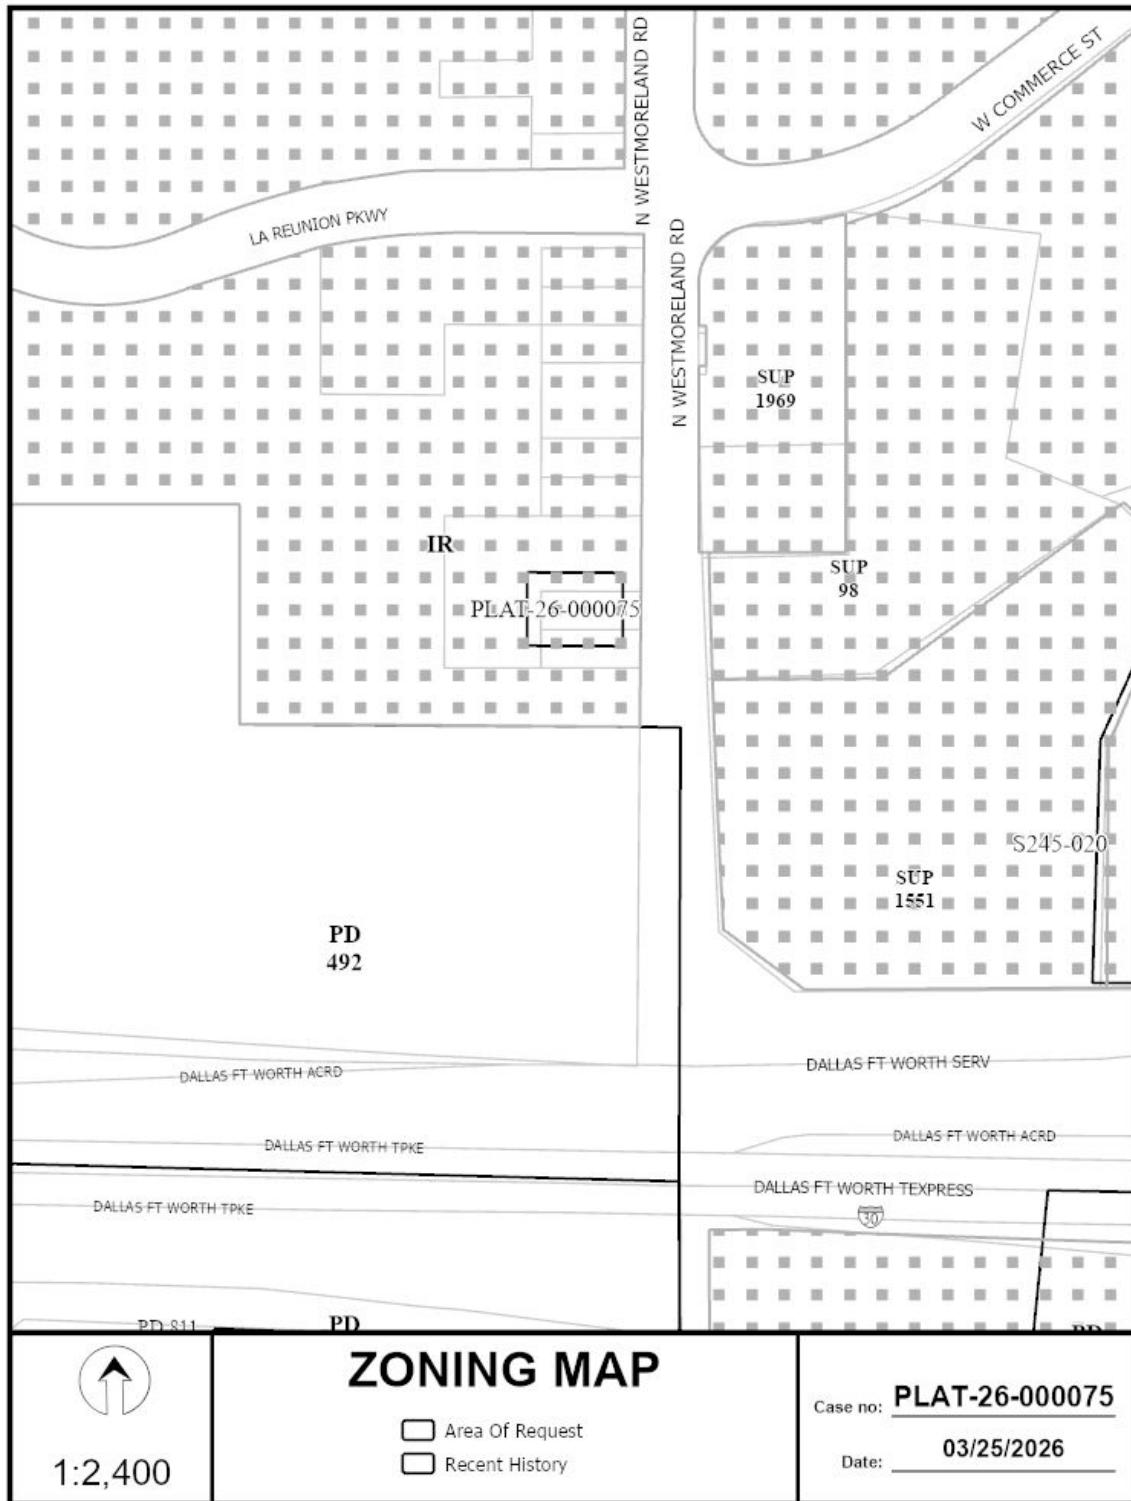 N WESTMORELAND RD
W COMMERCE ST
LA REUNION PKWY
N WESTMORELAND RD
SUP
1969
IR
SUP
98
PLAT-26-000075
S245-020
SUP
1551
PD
492
DALLAS FT WORTH ACRD
DALLAS FT WORTH SERV
DALLAS FT WORTH TPKE
DALLAS FT WORTH ACRD
DALLAS FT WORTH TEXPRESS
DALLAS FT WORTH TPKE
30
PD 811
PD
PD
ZONING MAP
Area Of Request
Recent History
1:2,400
Case no: PLAT-26-000075
Date: 03/25/2026